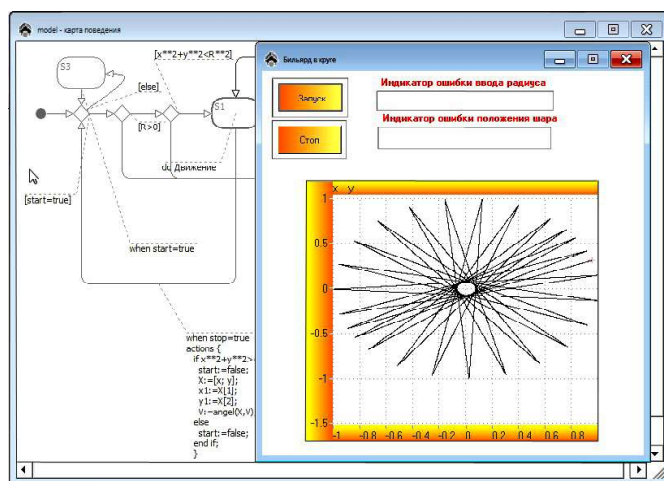 model - карта поведения
S3
[x**2+y**2<R**2]
[else]
S1
[R>0]
do Движение
[start=true]
when start=true
when stop=true
actions {
if x**2+y**2>
start:=false;
X:=[x; y];
x1:=X[1];
y1:=X[2];
V:=angel(X,V)
else
start:=false;
end if;
}
Бильярд в круге
Запуск
Стоп
Индикатор ошибки ввода радиуса
Индикатор ошибки положения шара
x y
1
0.5
0
-0.5
-1
-1.5
-1 -0.8 -0.6 -0.4 -0.2 0 0.2 0.4 0.6 0.8